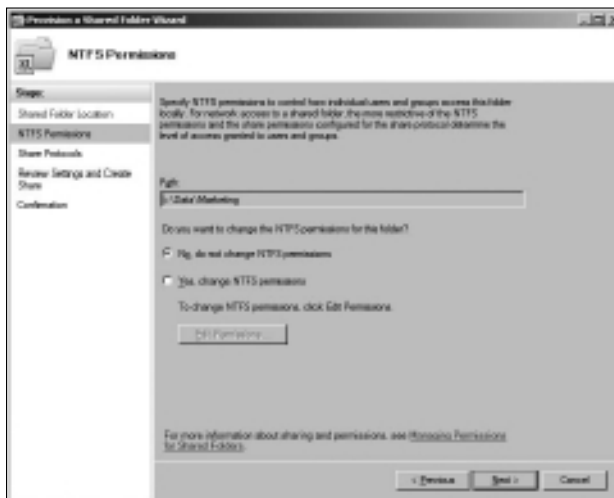 Provision a Shared Folder Wizard
NTFS Permissions
Steps:
Shared Folder Location
NTFS Permissions
Share Protocols
Review Settings and Create
Share
Confirmation
Specify NTFS permissions to control how individual users and groups access this folder
locally. For network access to a shared folder, the more restrictive of the NTFS
permissions and the share permissions configured for the share protocol determine the
level of access granted to users and groups.
Path:
\Data\Marketing
Do you want to change the NTFS permissions for this folder?
No, do not change NTFS permissions
Yes, change NTFS permissions
To change NTFS permissions, click Edit Permissions.
Edit Permissions...
For more information about sharing and permissions, see Managing Permissions
for Shared Folders.
< Previous
Next >
Cancel